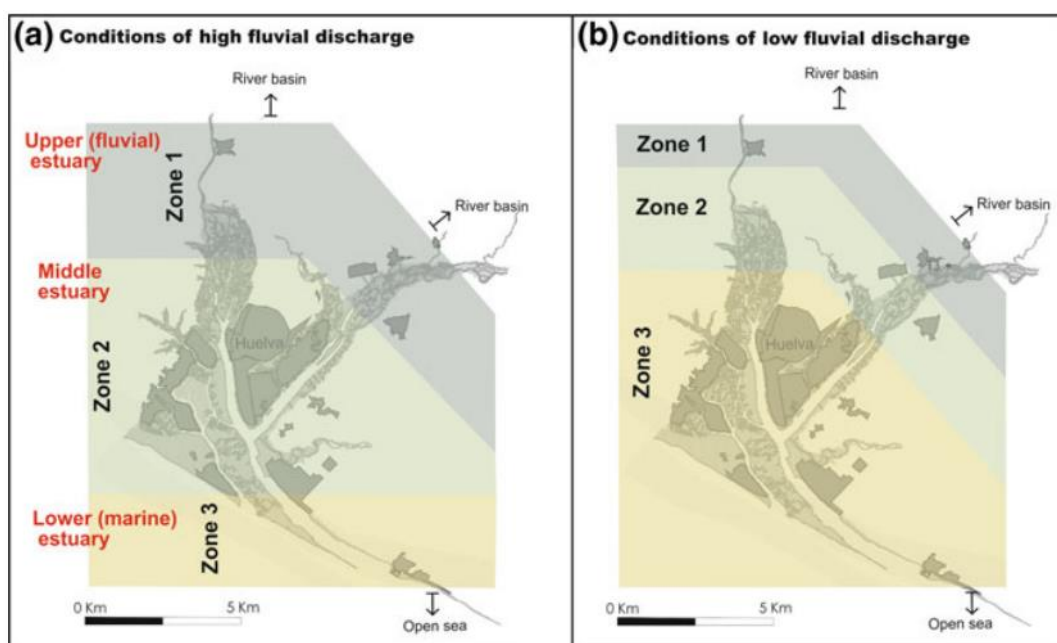 (a) Conditions of high fluvial discharge
River basin
Upper (fluvial)
estuary
Zone 1
River basin
Middle
estuary
Huelva
Zone 2
Lower (marine)
estuary
Zone 3
0 Km 5 Km
Open sea
(b) Conditions of low fluvial discharge
River basin
Zone 1
Zone 2
River basin
Huelva
Zone 3
0 Km 5 Km
Open sea